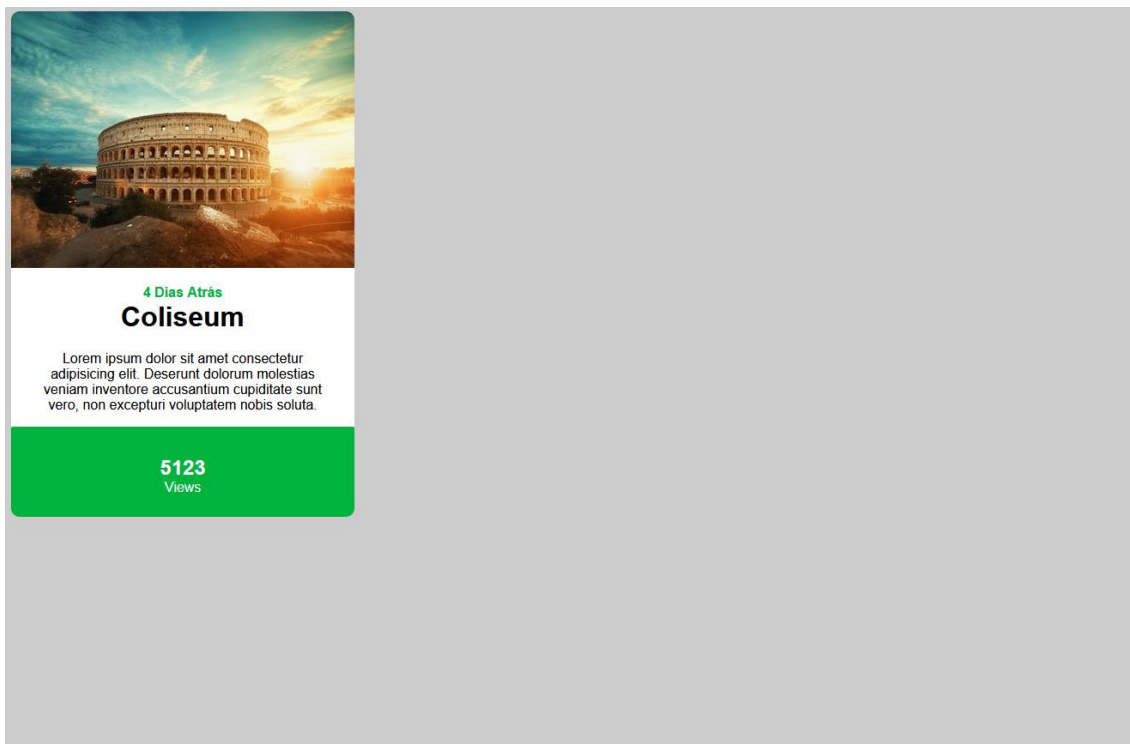 4 Dias Atrás
Coliseum
Lorem ipsum dolor sit amet consectetur
adipisicing elit. Deserunt dolorum molestias
veniam inventore accusantium cupiditate sunt
vero, non excepturi voluptatem nobis soluta.
5123
Views